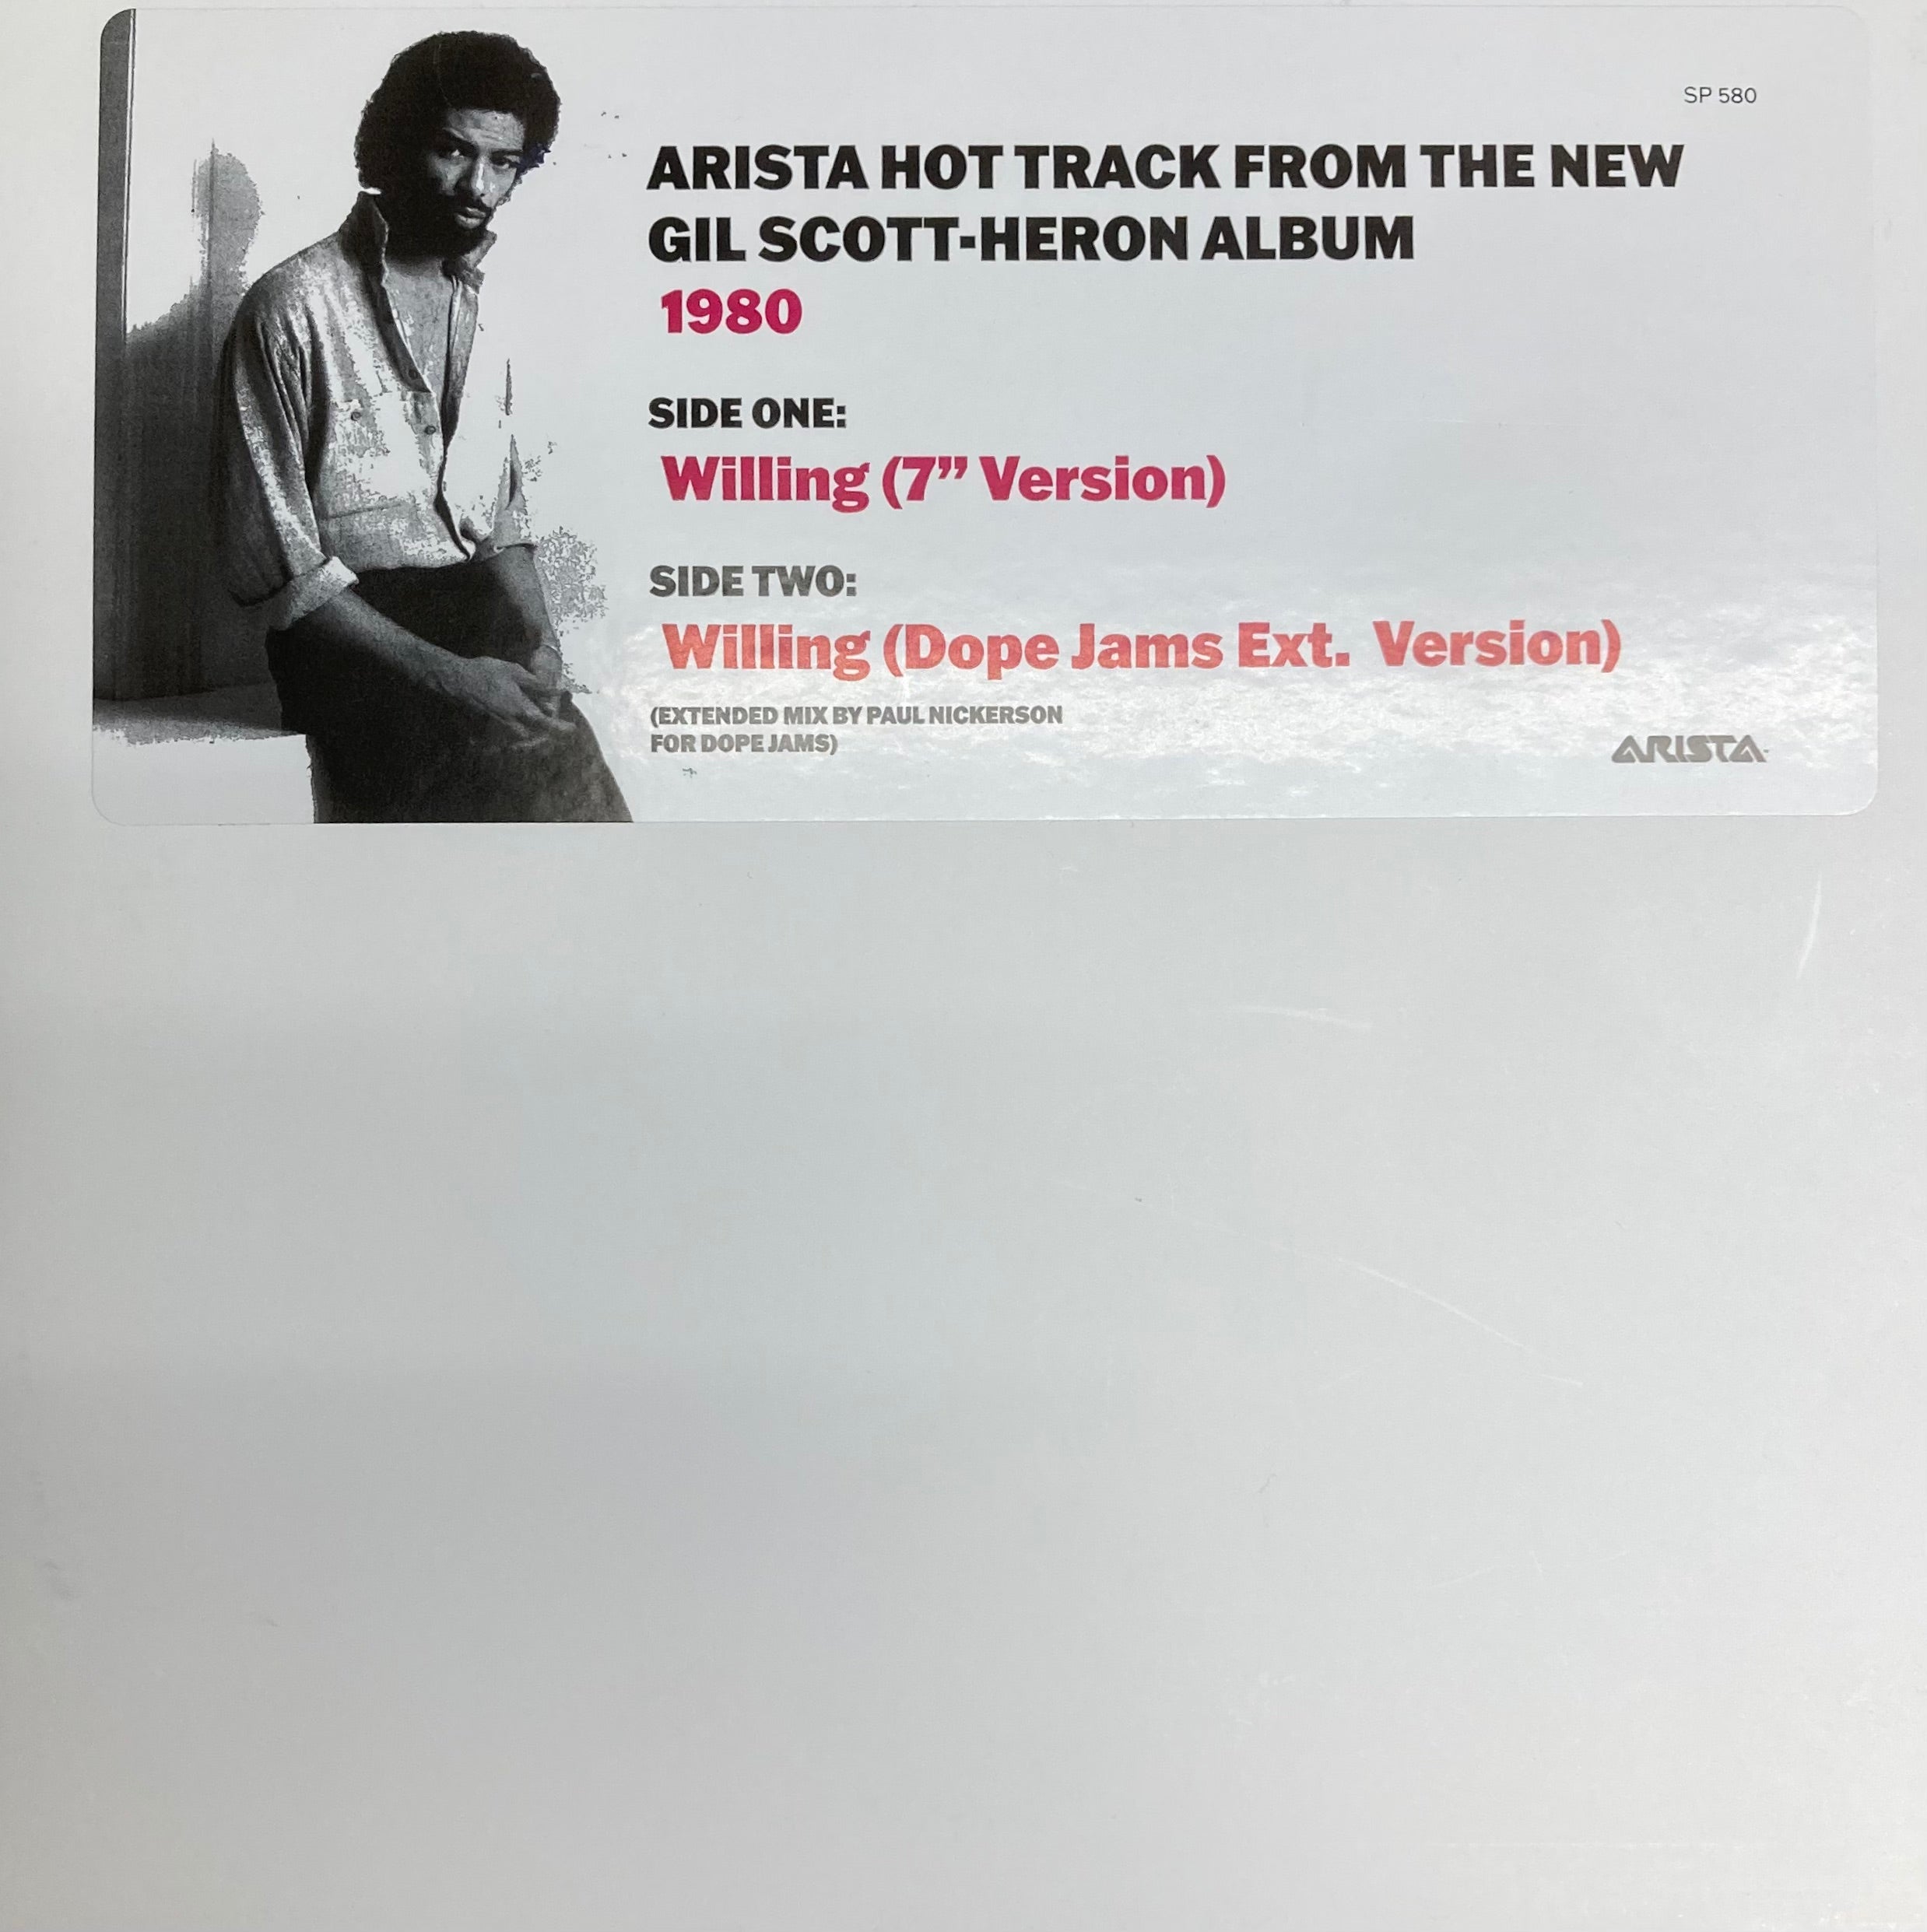 SP 580
ARISTA HOT TRACK FROM THE NEW
GIL SCOTT-HERON ALBUM
1980
SIDE ONE:
Willing (7” Version)
SIDE TWO:
Willing (Dope Jams Ext. Version)
(EXTENDED MIX BY PAUL NICKERSON
FOR DOPE JAMS)
ARISTA